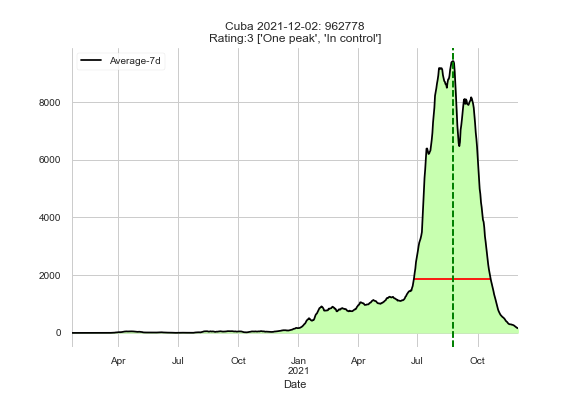 Cuba 2021-12-02: 962778
Rating:3 ['One peak', 'In control']
Average-7d
8000
6000
4000
2000
0
Apr Jul Oct Jan Apr Jul Oct
2021
Date